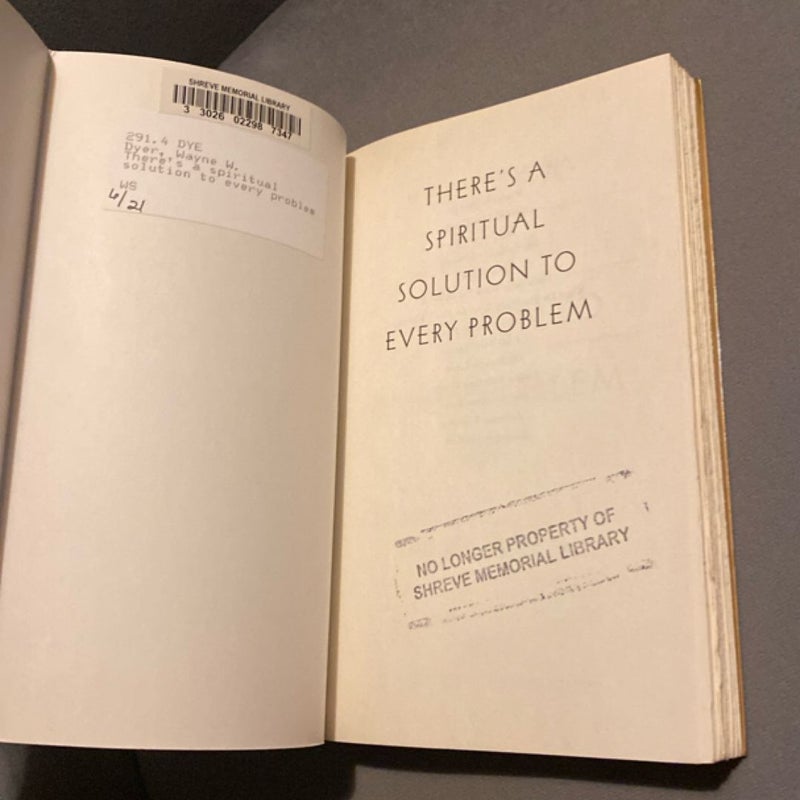 SHREVE MEMORIAL LIBRARY
3 3026 02298 7347
291.4 DYE
Dyer, Wayne W.
There's a spiritual
solution to every problem
WS
4/21
THERE'S A
SPIRITUAL
SOLUTION TO
EVERY PROBLEM
NO LONGER PROPERTY OF
SHREVE MEMORIAL LIBRARY